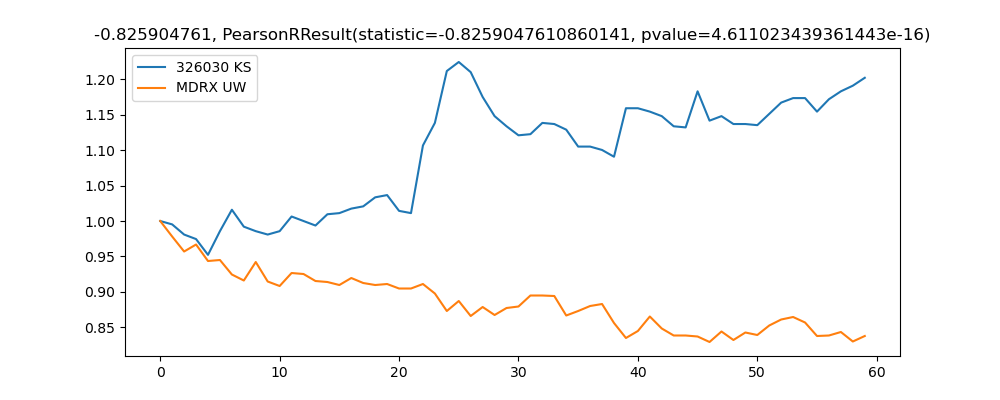 -0.825904761, PearsonRResult(statistic=-0.8259047610860141, pvalue=4.611023439361443e-16)
326030 KS
MDRX UW
1.20
1.15
1.10
1.05
1.00
0.95
0.90
0.85
0 10 20 30 40 50 60